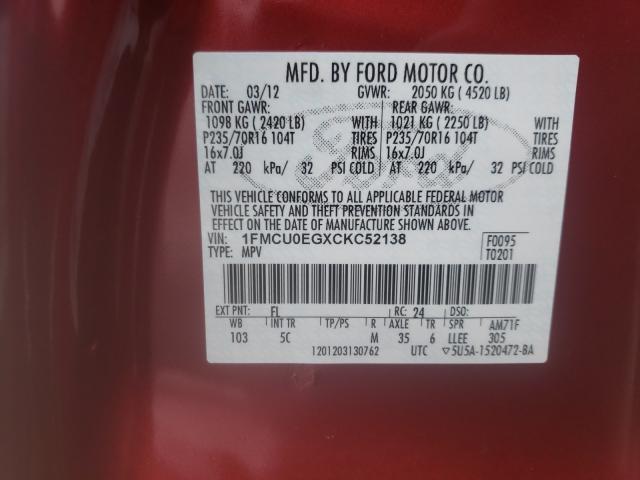 MFD. BY FORD MOTOR CO.
DATE: 03/12 GVWR: 2050 KG ( 4520 LB)
FRONT GAWR: REAR GAWR:
1098 KG ( 2420 LB) WITH 1021 KG ( 2250 LB) WITH
P235/70R16 104T TIRES P235/70R16 104T TIRES
16x7.0J RIMS 16x7.0J RIMS
AT 220 kPa/ 32 PSI COLD AT 220 kPa/ 32 PSI COLD
Ford
THIS VEHICLE CONFORMS TO ALL APPLICABLE FEDERAL MOTOR
VEHICLE SAFETY AND THEFT PREVENTION STANDARDS IN
EFFECT ON THE DATE OF MANUFACTURE SHOWN ABOVE.
VIN: 1FMCU0EGXCKC52138 F0095
TYPE: MPV T0201
EXT PNT: FL RC: 24 DSO:
WB INT TR TP/PS R AXLE TR SPR AM71F
103 5C M 35 6 LLEE 305
1201203130762 UTC ▽5U5A-1520472-BA